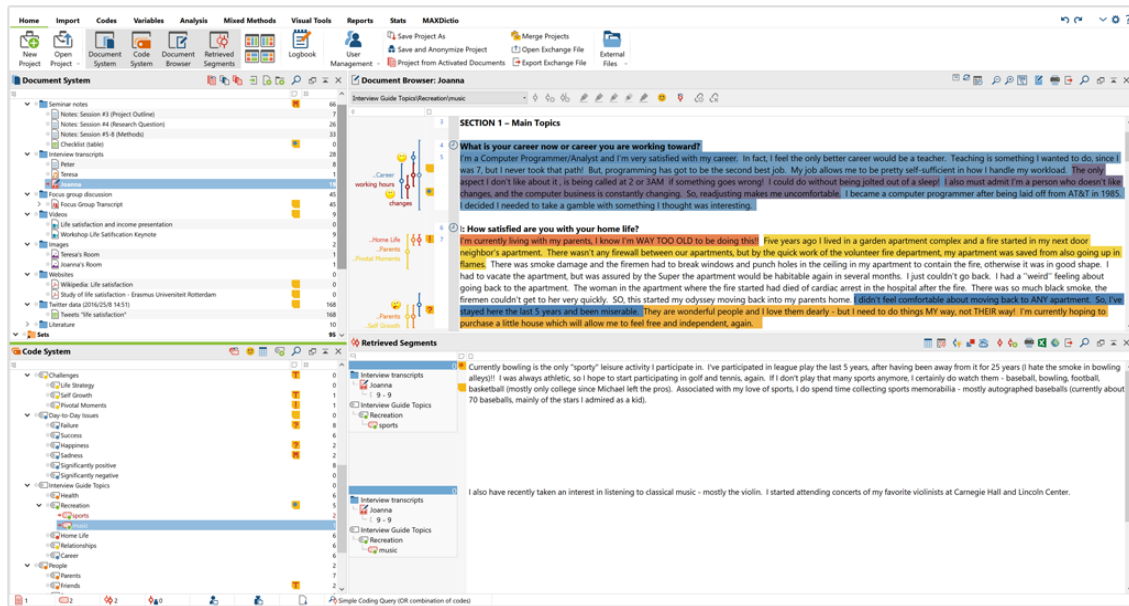 Home Import Codes Variables Analysis Mixed Methods Visual Tools Reports Stats MAXDictio
New Project
Open Project
Document System
Code System
Document Browser
Retrieved Segments
Logbook
User Management
Save Project As
Save and Anonymize Project
Project from Activated Documents
Merge Projects
Open Exchange File
Export Exchange File
External Files
Document System
Seminar notes 66
Notes: Session #3 (Project Outline) 7
Notes: Session #4 (Research Question) 26
Notes: Session #5-8 (Methods) 33
Checklist (table) 0
Interview transcripts 28
Peter 8
Teresa 1
Joanna 19
Focus group discussion 45
Focus Group Transcript 45
Videos 9
Life satisfaction and income presentation 0
Workshop Life Satifscation Keynote 9
Images 2
Teresa's Room 1
Joanna's Room 1
Websites 0
Wikipedia: Life satisfaction 0
Study of life satisfaction - Erasmus Universiteit Rotterdam 0
Twitter data (2016/25/8 14:51) 168
Tweets "life satisfaction" 168
Literature 10
Sets 95
Document Browser: Joanna
Interview Guide Topics\Recreation\music
3 SECTION 1 – Main Topics
4 What is your career now or career you are working toward?
5 I'm a Computer Programmer/Analyst and I'm very satisfied with my career. In fact, I feel the only better career would be a teacher. Teaching is something I wanted to do, since I
was 7, but I never took that path! But, programming has got to be the second best job. My job allows me to be pretty self-sufficient in how I handle my workload. The only
aspect I don't like about it , is being called at 2 or 3AM if something goes wrong! I could do without being jolted out of a sleep! I also must admit I'm a person who doesn't like
changes, and the computer business is constantly changing. So, readjusting makes me uncomfortable. I became a computer programmer after being laid off from AT&T in 1985.
I decided I needed to take a gamble with something I thought was interesting.
..Career
working hours
changes
6 I: How satisfied are you with your home life?
7 I'm currently living with my parents, I know I'm WAY TOO OLD to be doing this!! Five years ago I lived in a garden apartment complex and a fire started in my next door
neighbor's apartment. There wasn't any firewall between our apartments, but by the quick work of the volunteer fire department, my apartment was saved from also going up in
flames. There was smoke damage and the firemen had to break windows and punch holes in the ceiling in my apartment to contain the fire, otherwise it was in good shape. I
had to vacate the apartment, but was assured by the Super the apartment would be habitable again in several months. I just couldn't go back. I had a "weird" feeling about
going back to the apartment. The woman in the apartment where the fire started had died of cardiac arrest in the hospital after the fire. There was so much black smoke, the
firemen couldn't get to her very quickly. SO, this started my odyssey moving back into my parents home. I didn't feel comfortable about moving back to ANY apartment. So, I've
stayed here the last 5 years and been miserable. They are wonderful people and I love them dearly - but I need to do things MY way, not THEIR way! I'm currently hoping to
purchase a little house which will allow me to feel free and independent, again.
..Home Life
..Parents
..Pivotal Moments
..Parents
..Self Growth
Code System
Challenges 0
Life Strategy 0
Self Growth 1
Pivotal Moments 1
Day-to-Day Issues 0
Failure 8
Success 6
Happiness 2
Sadness 2
Significantly positive 8
Significantly negative 0
Interview Guide Topics 0
Health 6
Recreation 5
sports 2
music
Home Life 6
Relationships 6
Career 6
People 2
Parents 7
Friends 2
Retrieved Segments
Interview transcripts
Joanna
9 - 9
Interview Guide Topics
Recreation
sports
Currently bowling is the only "sporty" leisure activity I participate in. I've participated in league play the last 5 years, after having been away from it for 25 years (I hate the smoke in bowling
alleys)!! I was always athletic, so I hope to start participating in golf and tennis, again. If I don't play that many sports anymore, I certainly do watch them - baseball, bowling, football,
basketball (mostly only college since Michael left the pros). Associated with my love of sports, I do spend time collecting sports memorabilia - mostly autographed baseballs (currently about
70 baseballs, mainly of the stars I admired as a kid).
Interview transcripts
Joanna
9 - 9
Interview Guide Topics
Recreation
music
I also have recently taken an interest in listening to classical music - mostly the violin. I started attending concerts of my favorite violinists at Carnegie Hall and Lincoln Center.
1 2 2 0 Simple Coding Query (OR combination of codes)